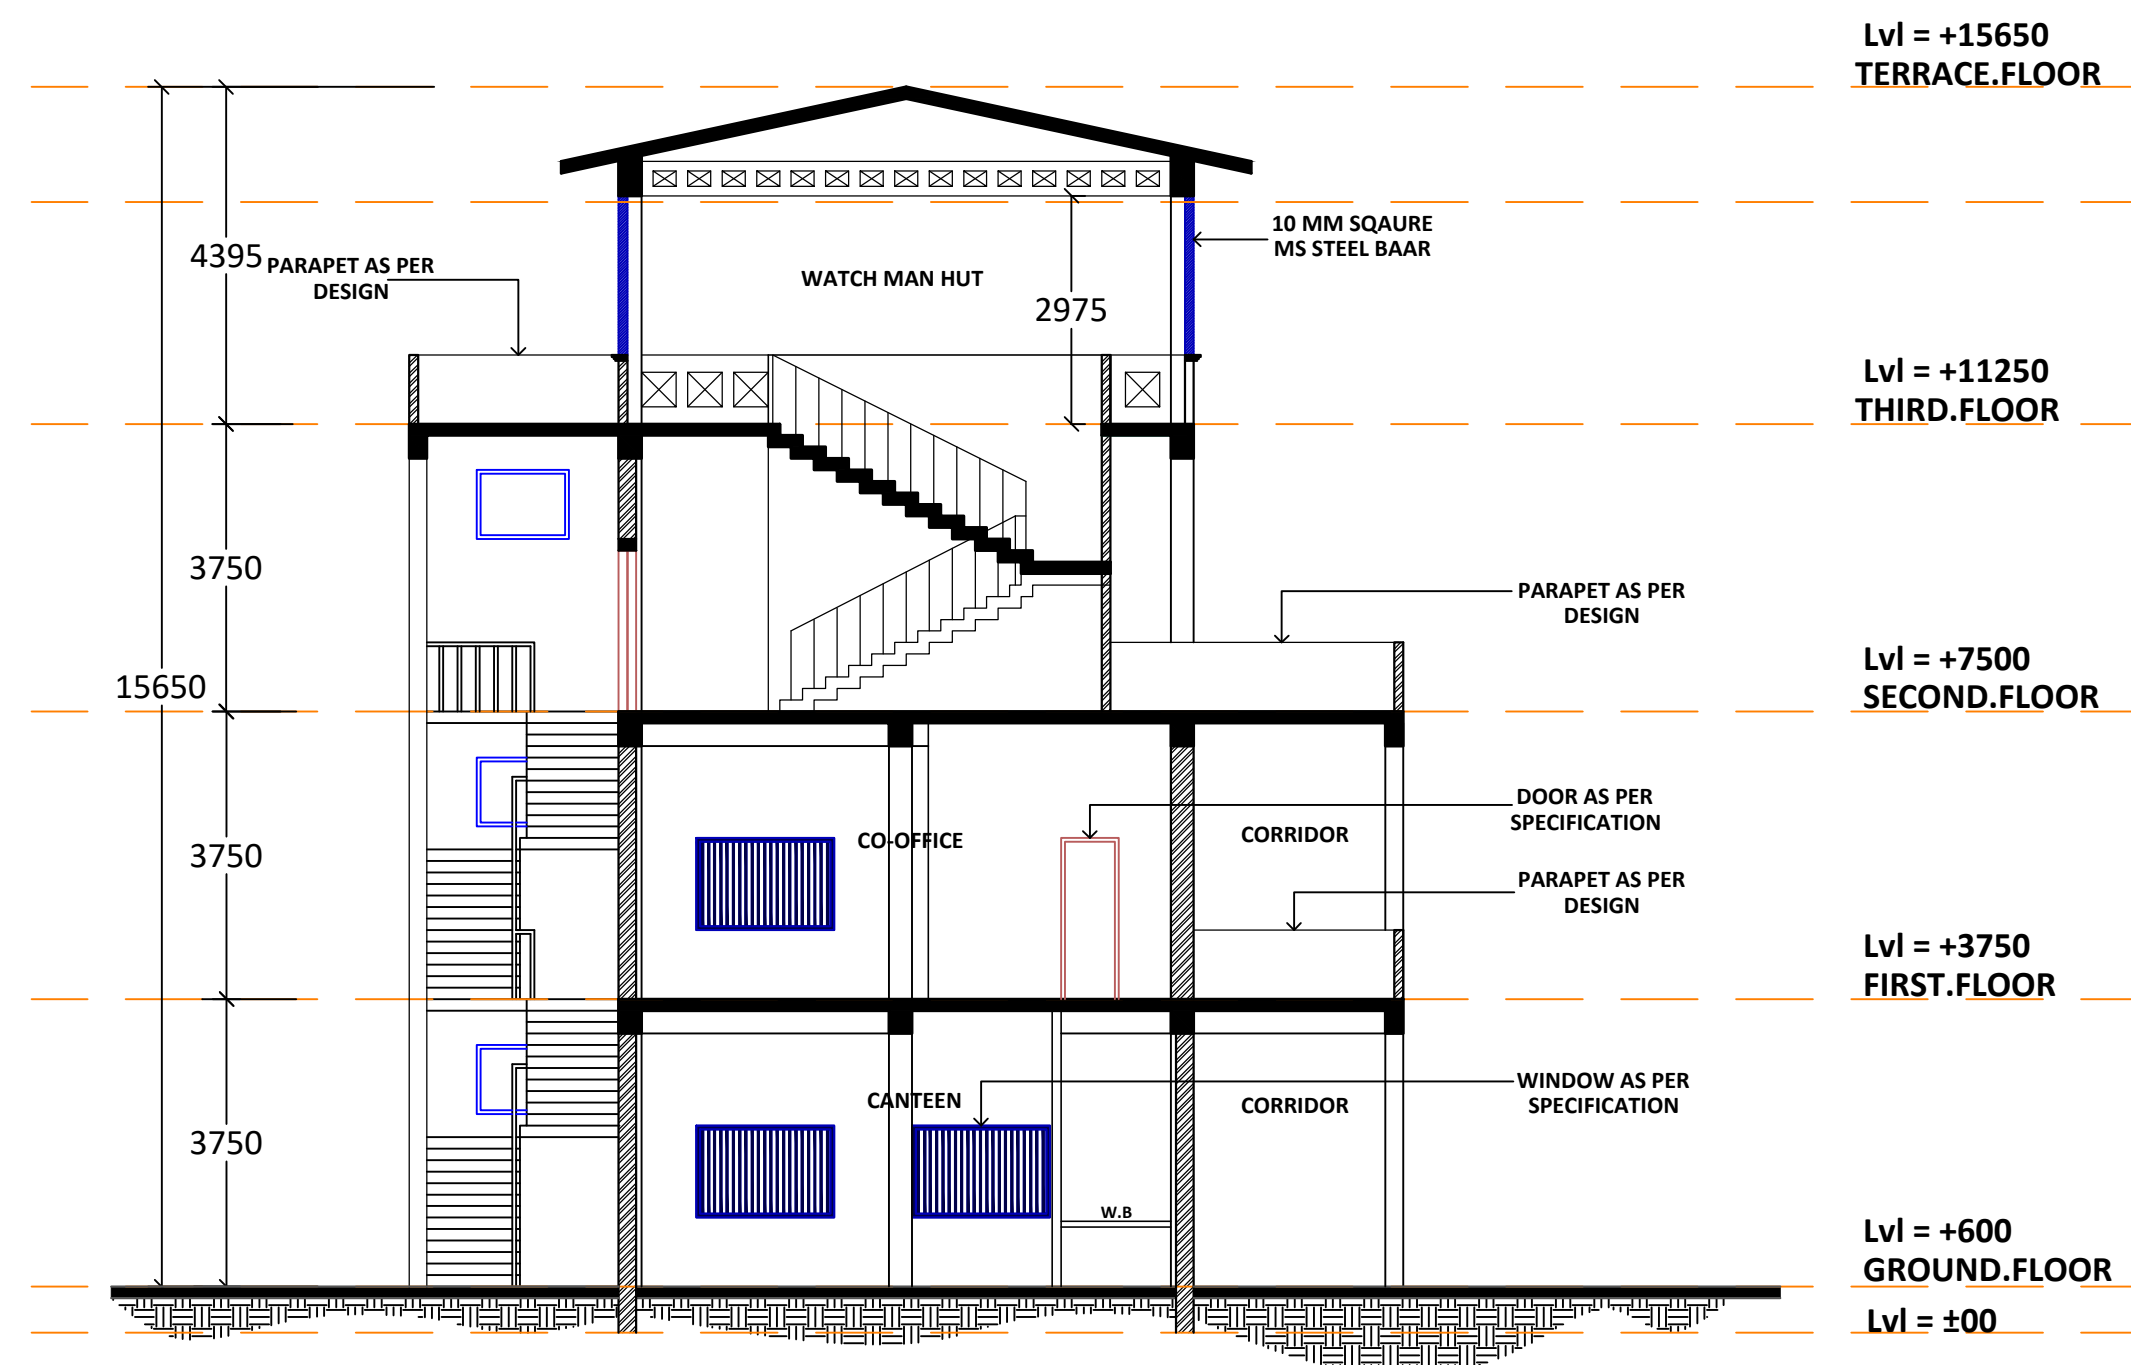 Lvl = +15650
TERRACE.FLOOR
10 MM SQAURE
MS STEEL BAAR
4395
PARAPET AS PER
DESIGN
WATCH MAN HUT
2975
Lvl = +11250
THIRD.FLOOR
3750
PARAPET AS PER
DESIGN
15650
Lvl = +7500
SECOND.FLOOR
DOOR AS PER
SPECIFICATION
CO-OFFICE
CORRIDOR
3750
PARAPET AS PER
DESIGN
Lvl = +3750
FIRST.FLOOR
WINDOW AS PER
SPECIFICATION
CANTEEN
CORRIDOR
3750
W.B
Lvl = +600
GROUND.FLOOR
Lvl = ±00